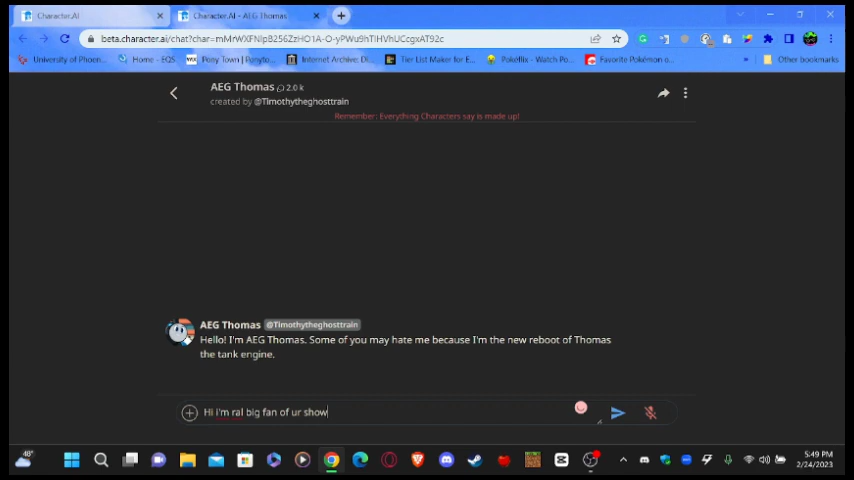 Character.AI
Character.AI - AEG Thomas
beta.character.ai/chat?char=mMrWXFNlpB256ZzHO1A-O-yPWu9hTlHVhUCcgxAT92c
University of Phoen...
Home - EQS
Pony Town | Ponyto...
Internet Archive, Di...
Tier List Maker for E...
Pokéflix - Watch Po...
Favorite Pokémon o...
Other bookmarks
AEG Thomas 2.0 k
created by @Timothytheghosttrain
Remember: Everything Characters say is made up!
AEG Thomas @Timothytheghosttrain
Hello! I'm AEG Thomas. Some of you may hate me because I'm the new reboot of Thomas
the tank engine.
Hi i'm ral big fan of ur show
48°
5:49 PM
2/24/2023